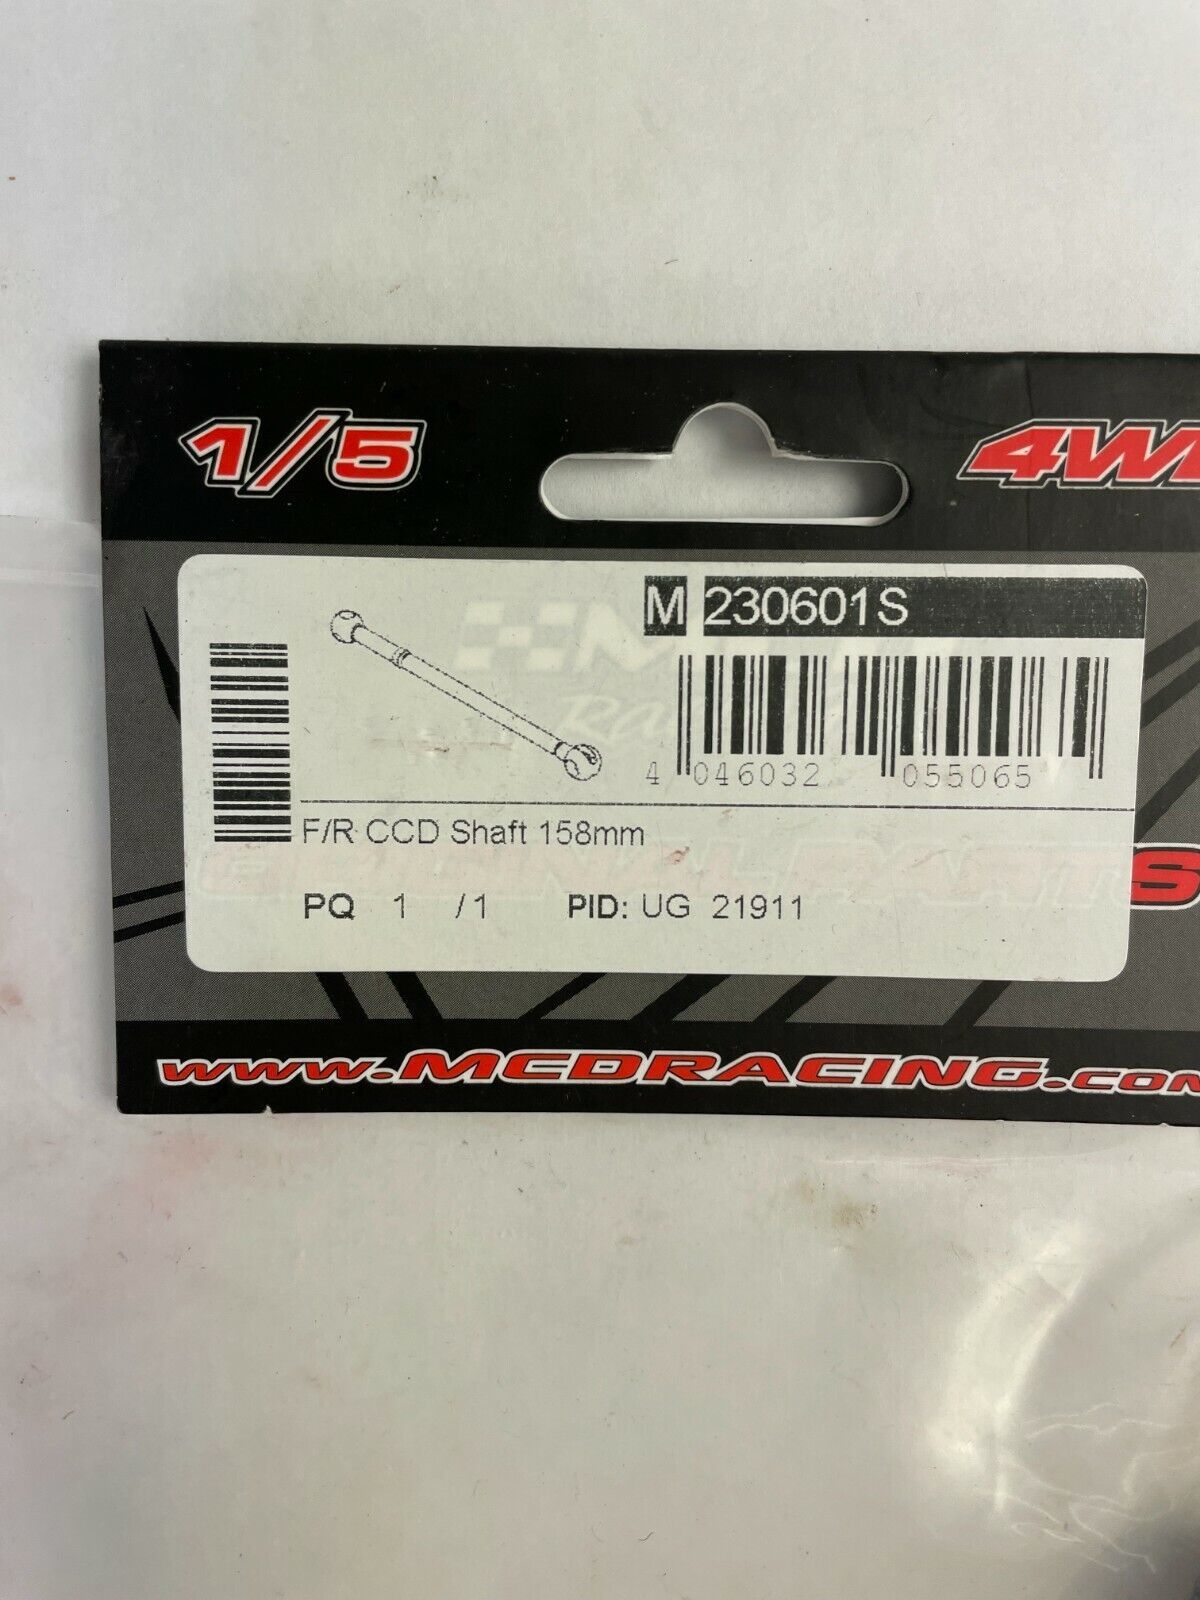 1/5
M 230601S
4 046032 055065
F/R CCD Shaft 158mm
PQ 1 /1 PID: UG 21911
www.MCDRACING.com